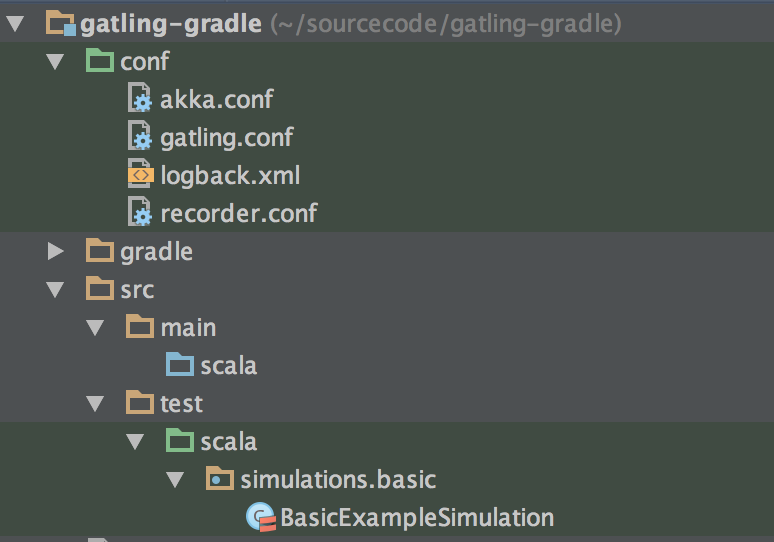 gatling-gradle (~/sourcecode/gatling-gradle)
conf
akka.conf
gatling.conf
logback.xml
recorder.conf
gradle
src
main
scala
test
scala
simulations.basic
BasicExampleSimulation